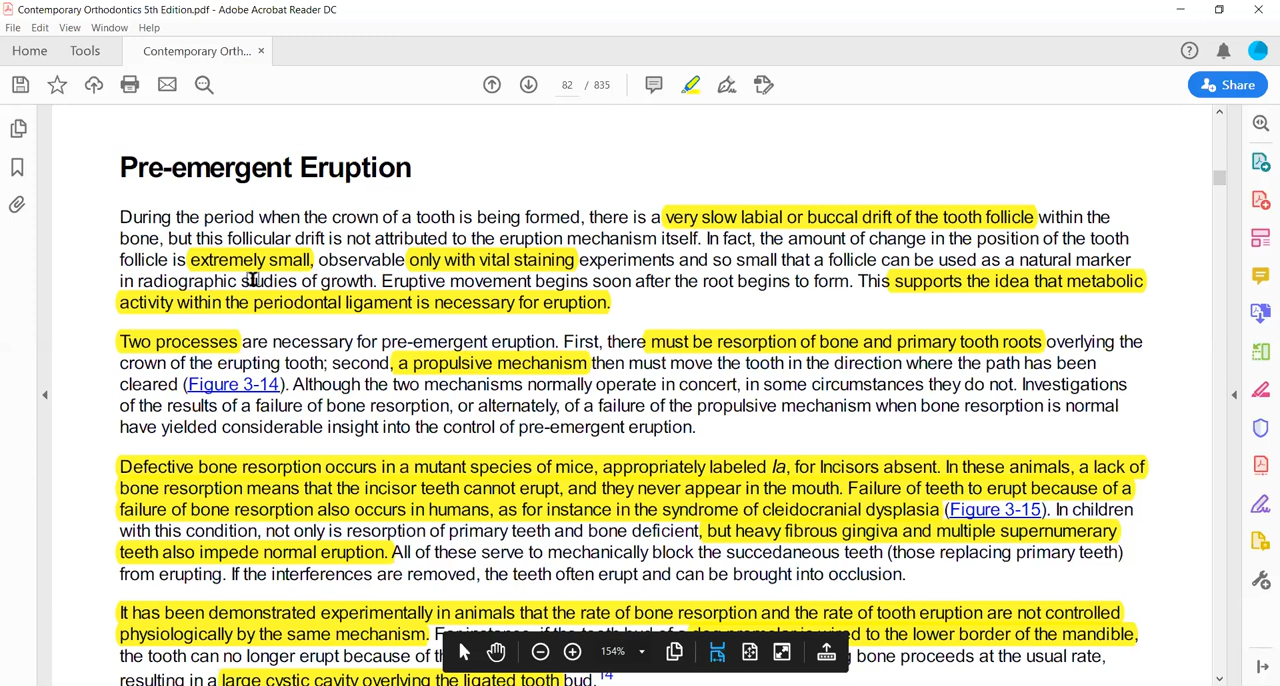 Contemporary Orthodontics 5th Edition.pdf - Adobe Acrobat Reader DC
File Edit View Window Help
Home Tools Contemporary Orth... ×
82 / 835
Share
Pre-emergent Eruption
During the period when the crown of a tooth is being formed, there is a very slow labial or buccal drift of the tooth follicle within the
bone, but this follicular drift is not attributed to the eruption mechanism itself. In fact, the amount of change in the position of the tooth
follicle is extremely small, observable only with vital staining experiments and so small that a follicle can be used as a natural marker
in radiographic studies of growth. Eruptive movement begins soon after the root begins to form. This supports the idea that metabolic
activity within the periodontal ligament is necessary for eruption.
Two processes are necessary for pre-emergent eruption. First, there must be resorption of bone and primary tooth roots overlying the
crown of the erupting tooth; second, a propulsive mechanism then must move the tooth in the direction where the path has been
cleared (Figure 3-14). Although the two mechanisms normally operate in concert, in some circumstances they do not. Investigations
of the results of a failure of bone resorption, or alternately, of a failure of the propulsive mechanism when bone resorption is normal
have yielded considerable insight into the control of pre-emergent eruption.
Defective bone resorption occurs in a mutant species of mice, appropriately labeled Ia, for Incisors absent. In these animals, a lack of
bone resorption means that the incisor teeth cannot erupt, and they never appear in the mouth. Failure of teeth to erupt because of a
failure of bone resorption also occurs in humans, as for instance in the syndrome of cleidocranial dysplasia (Figure 3-15). In children
with this condition, not only is resorption of primary teeth and bone deficient, but heavy fibrous gingiva and multiple supernumerary
teeth also impede normal eruption. All of these serve to mechanically block the succedaneous teeth (those replacing primary teeth)
from erupting. If the interferences are removed, the teeth often erupt and can be brought into occlusion.
It has been demonstrated experimentally in animals that the rate of bone resorption and the rate of tooth eruption are not controlled
physiologically by the same mechanism. to the lower border of the mandible,
the tooth can no longer erupt because of bone proceeds at the usual rate,
resulting in a large cystic cavity overlying the ligated tooth bud.14
154%